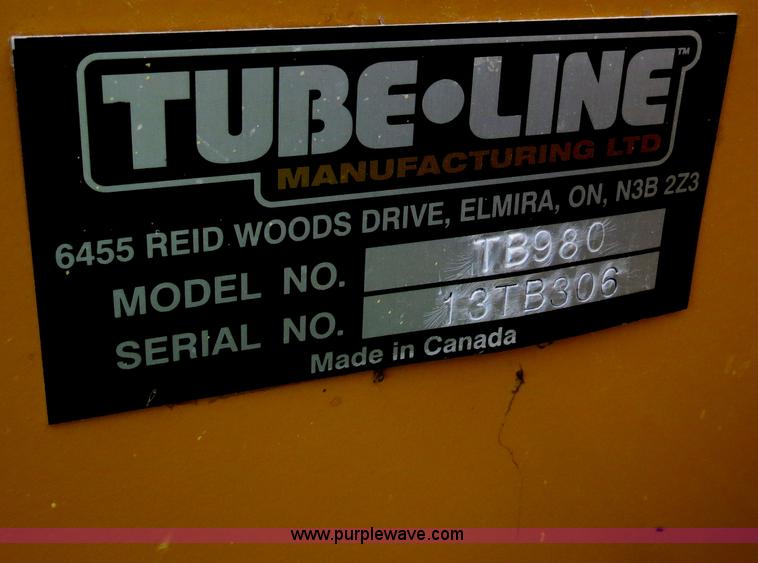 TUBE•LINE™
MANUFACTURING LTD
6455 REID WOODS DRIVE, ELMIRA, ON, N3B 2Z3
MODEL NO. TB980
SERIAL NO. 13TB306
Made in Canada
www.purplewave.com